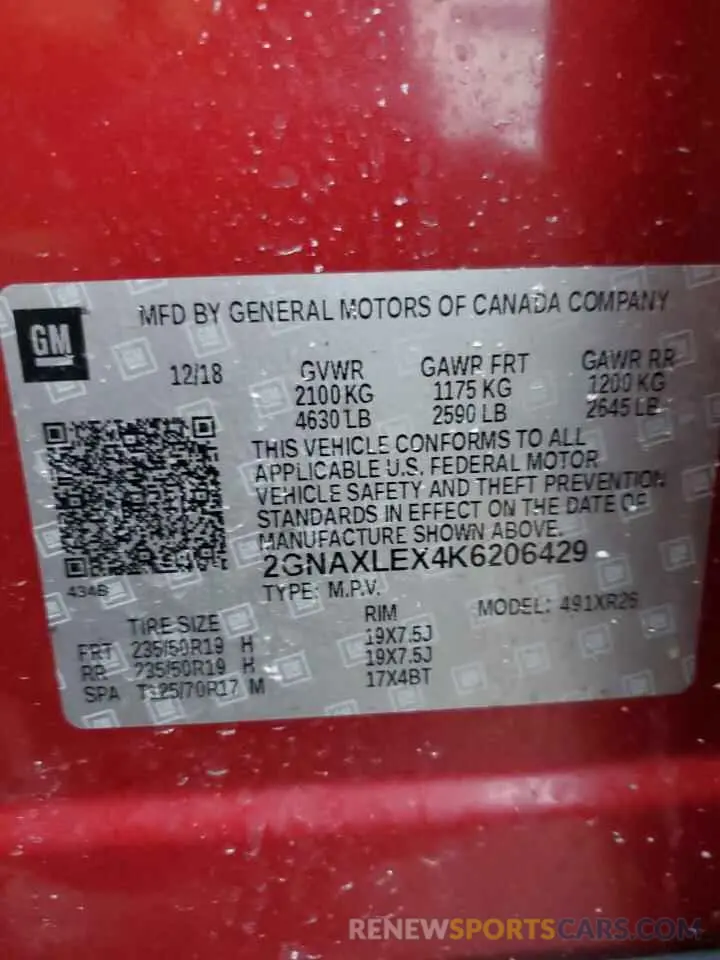 MFD BY GENERAL MOTORS OF CANADA COMPANY
GM
12/18 GVWR GAWR FRT GAWR RR
2100 KG 1175 KG 1200 KG
4630 LB 2590 LB 2645 LB
THIS VEHICLE CONFORMS TO ALL
APPLICABLE U.S. FEDERAL MOTOR
VEHICLE SAFETY AND THEFT PREVENTION
STANDARDS IN EFFECT ON THE DATE OF
MANUFACTURE SHOWN ABOVE.
2GNAXLEX4K6206429
434B
TYPE: M.P.V. MODEL: 491XR26
TIRE SIZE RIM
FRT 235/50R19 H 19X7.5J
RR 235/50R19 H 19X7.5J
SPA T125/70R17 M 17X4BT
RENEWSPORTSCARS.COM